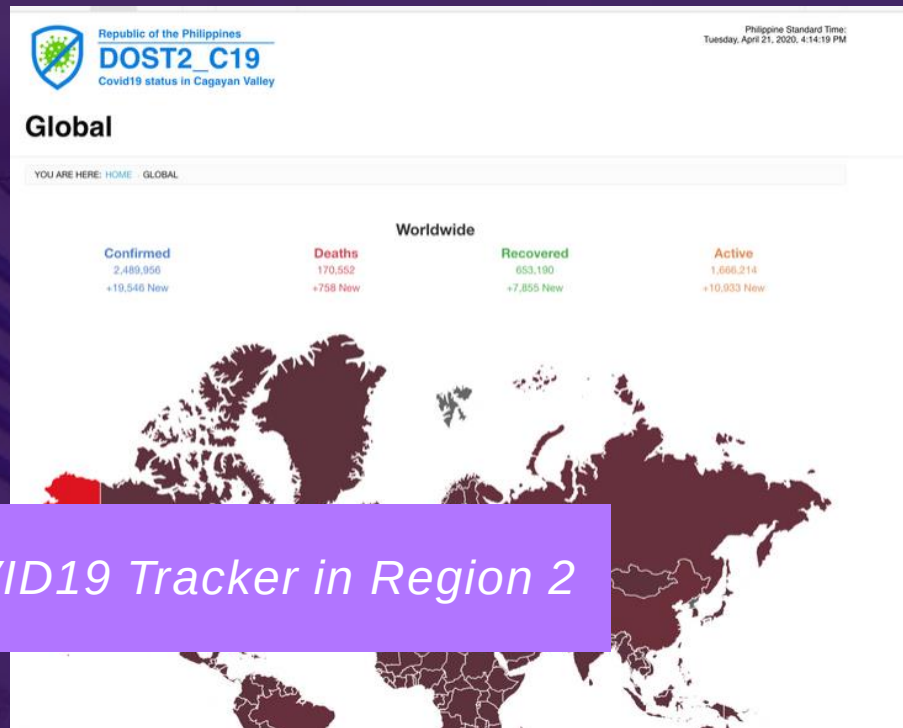 Republic of the Philippines
DOST2_C19
Covid19 status in Cagayan Valley
Philippine Standard Time:
Tuesday, April 21, 2020, 4:14:19 PM
Global
YOU ARE HERE: HOME GLOBAL
Worldwide
Confirmed Deaths Recovered Active
2,489,956 170,552 653,190 1,666,214
+19,546 New +758 New +7,855 New +10,933 New
VID19 Tracker in Region 2